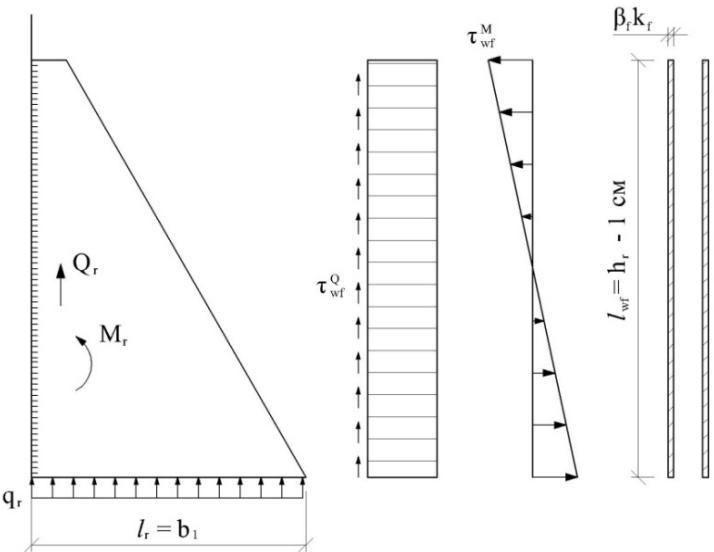 β_f k_f
τ_wf^M
Q_r
M_r
τ_wf^Q
l_wf = h_r - 1 см
q_r
l_r = b_1